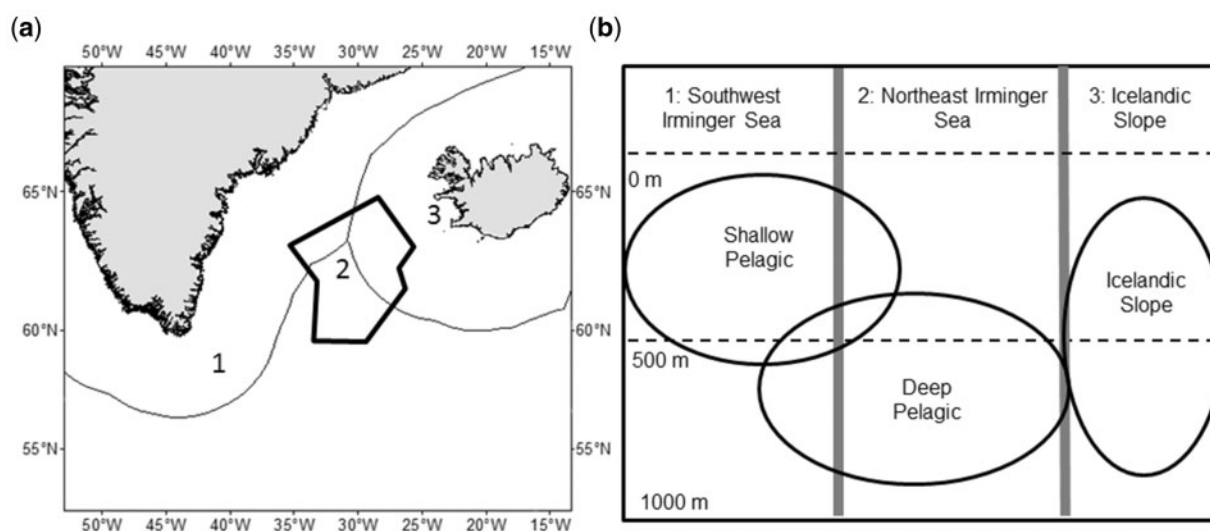 (a)
50°W 45°W 40°W 35°W 30°W 25°W 20°W 15°W
65°N 65°N
60°N 60°N
55°N 55°N
1
2
3
50°W 45°W 40°W 35°W 30°W 25°W 20°W 15°W
(b)
1: Southwest
Irminger Sea
2: Northeast Irminger
Sea
3: Icelandic
Slope
0 m
Shallow
Pelagic
Icelandic
Slope
500 m
Deep
Pelagic
1000 m